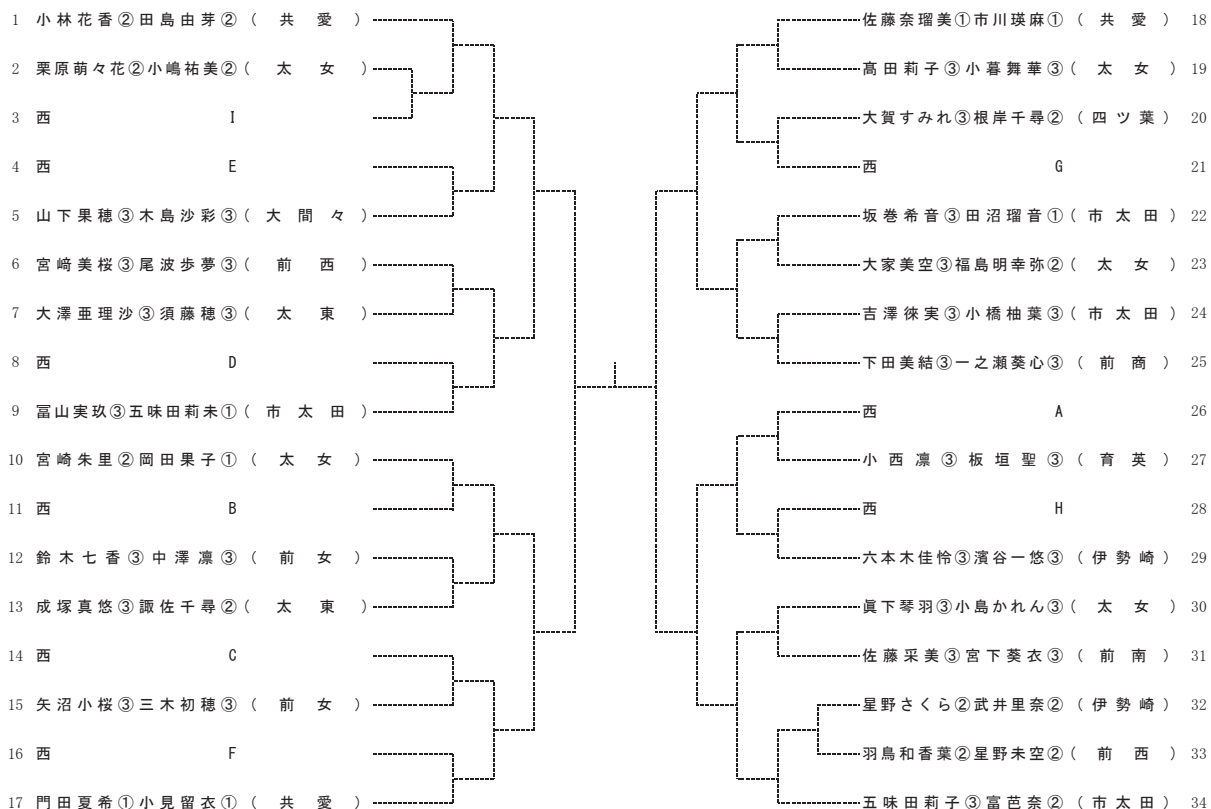 1 小林花香②田島由芽②(共愛)
2 栗原萌々花②小嶋祐美②(太女)
3 西 I
4 西 E
5 山下果穂③木島沙彩③(大間々)
6 宮﨑美桜③尾波歩夢③(前西)
7 大澤亜理沙③須藤穂③(太東)
8 西 D
9 冨山実玖③五味田莉未①(市太田)
10 宮崎朱里②岡田果子①(太女)
11 西 B
12 鈴木七香③中澤凛③(前女)
13 成塚真悠③諏佐千尋②(太東)
14 西 C
15 矢沼小桜③三木初穂③(前女)
16 西 F
17 門田夏希①小見留衣①(共愛)
佐藤奈瑠美①市川瑛麻①(共愛) 18
髙田莉子③小暮舞華③(太女) 19
大賀すみれ③根岸千尋②(四ツ葉) 20
西 G 21
坂巻希音③田沼瑠音①(市太田) 22
大家美空③福島明幸弥②(太女) 23
吉澤徠実③小橋柚葉③(市太田) 24
下田美結③一之瀬葵心③(前商) 25
西 A 26
小西凛③板垣聖③(育英) 27
西 H 28
六本木佳怜③濱谷一悠③(伊勢崎) 29
眞下琴羽③小島かれん③(太女) 30
佐藤采美③宮下葵衣③(前南) 31
星野さくら②武井里奈②(伊勢崎) 32
羽鳥和香葉②星野未空②(前西) 33
五味田莉子③富芭奈②(市太田) 34